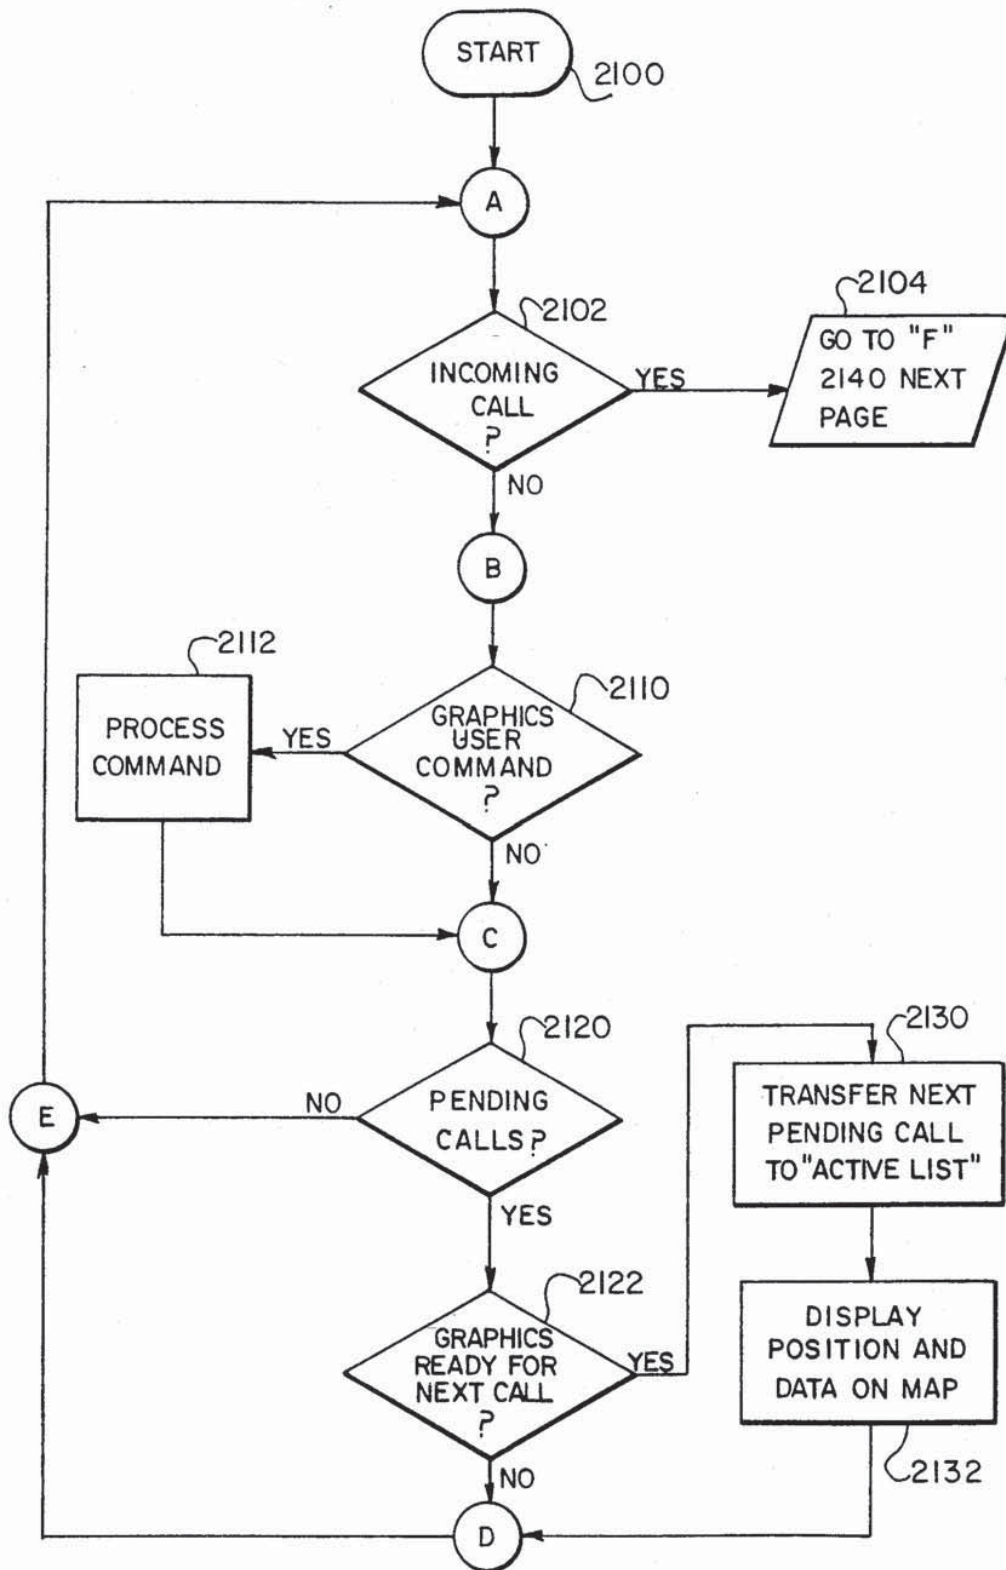 START
2100
A
2102
INCOMING
CALL
?
YES
2104
GO TO "F"
2140 NEXT
PAGE
NO
B
2112
PROCESS
COMMAND
YES
2110
GRAPHICS
USER
COMMAND
?
NO
C
2120
PENDING
CALLS?
NO
E
YES
2130
TRANSFER NEXT
PENDING CALL
TO "ACTIVE LIST"
2122
GRAPHICS
READY FOR
NEXT CALL
?
YES
DISPLAY
POSITION AND
DATA ON MAP
2132
NO
D